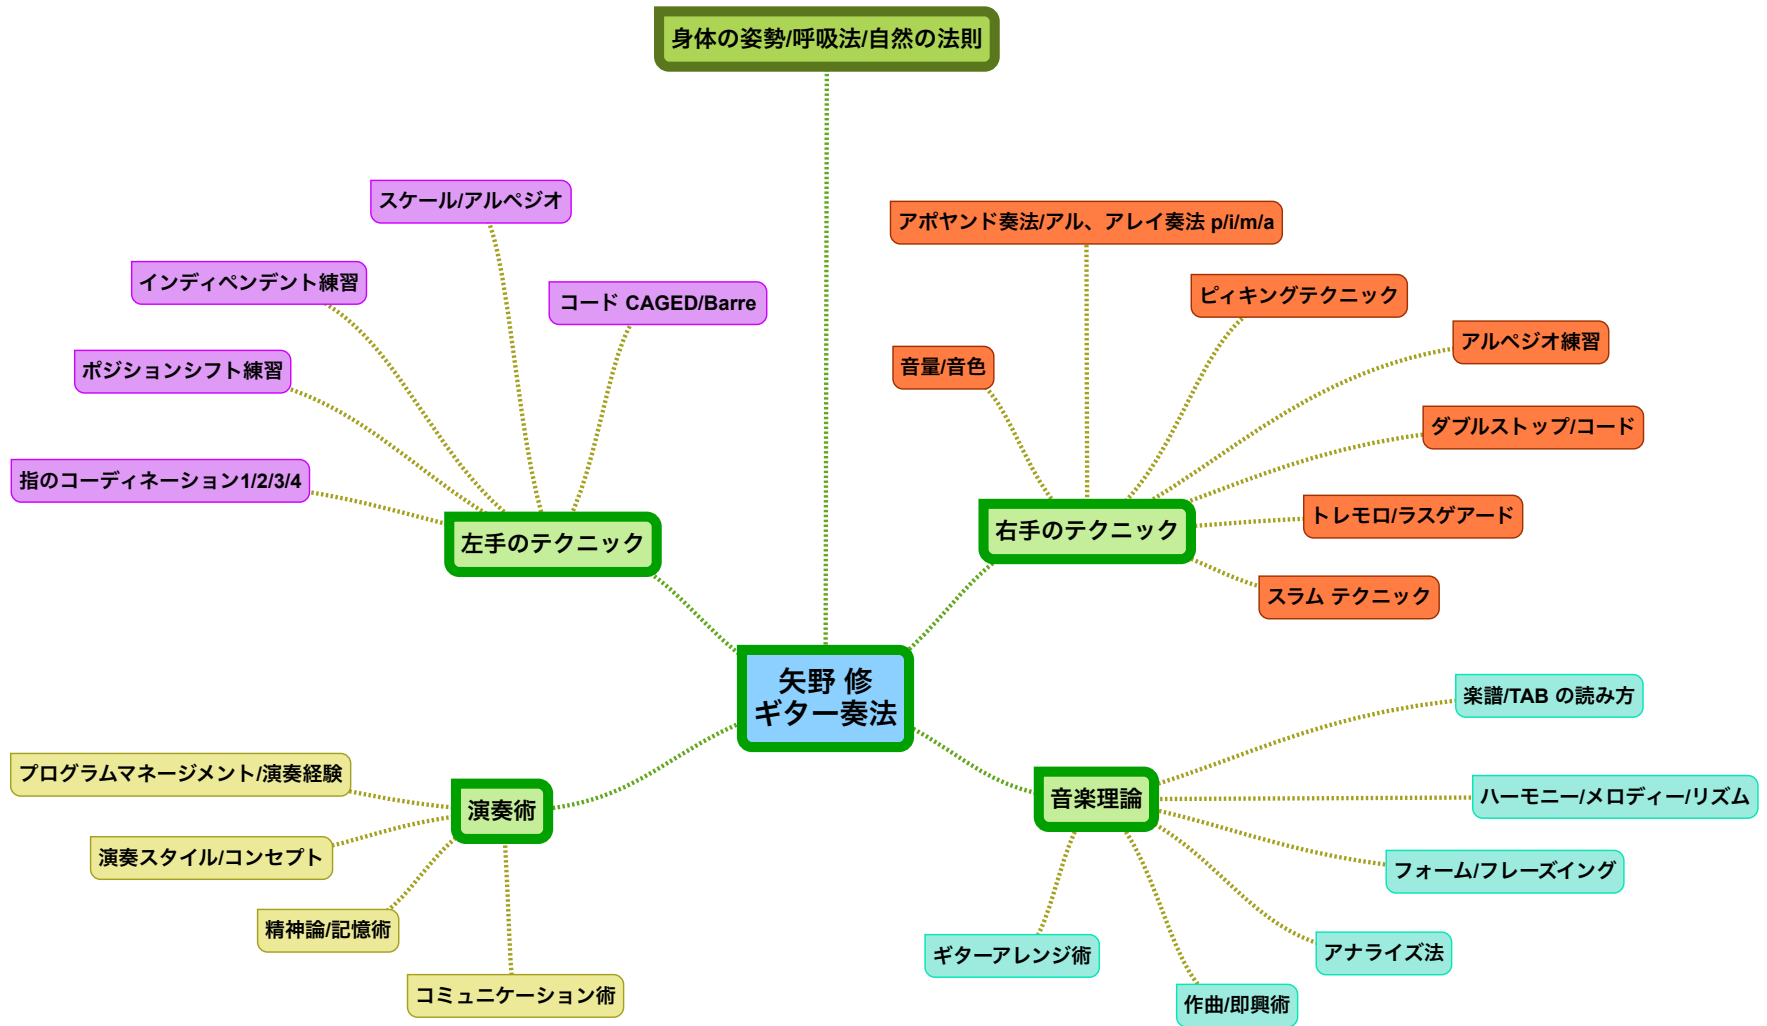 身体の姿勢/呼吸法/自然の法則
スケール/アルペジオ
インディペンデント練習
コード CAGED/Barre
ポジションシフト練習
指のコーディネーション1/2/3/4
左手のテクニック
アポヤンド奏法/アル、アレイ奏法 p/i/m/a
ピィキングテクニック
音量/音色
アルペジオ練習
ダブルストップ/コード
右手のテクニック
トレモロ/ラスゲアード
スラム テクニック
矢野 修
ギター奏法
プログラムマネージメント/演奏経験
演奏術
演奏スタイル/コンセプト
精神論/記憶術
コミュニケーション術
楽譜/TAB の読み方
音楽理論
ハーモニー/メロディー/リズム
フォーム/フレーズイング
ギターアレンジ術
アナライズ法
作曲/即興術